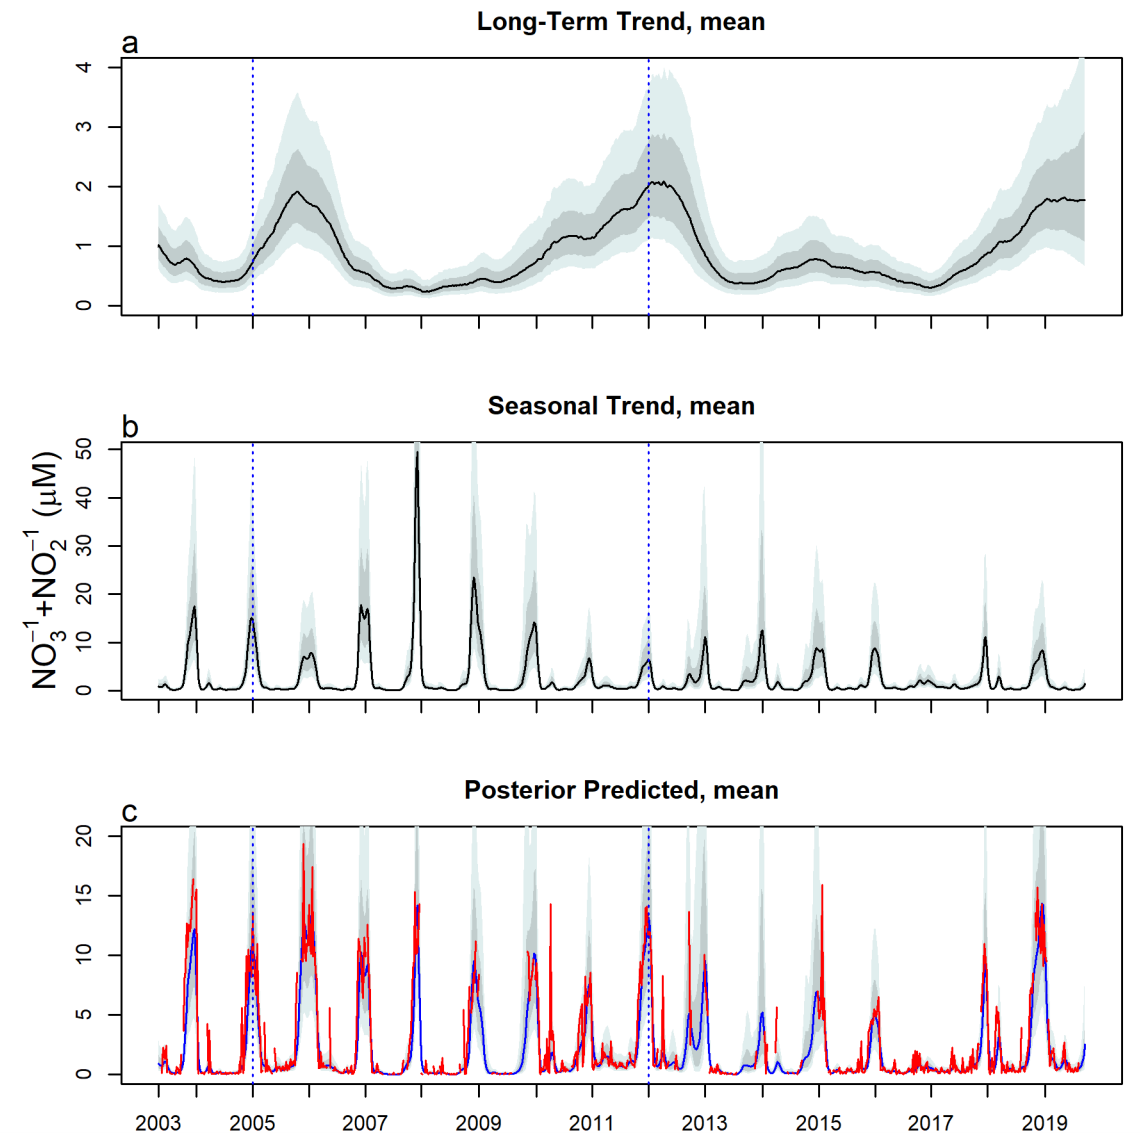 Long-Term Trend, mean
a
4
3
2
1
0
Seasonal Trend, mean
b
50
40
30
20
10
0
NO₃⁻¹+NO₂⁻¹ (μM)
Posterior Predicted, mean
c
20
15
10
5
0
2003 2005 2007 2009 2011 2013 2015 2017 2019